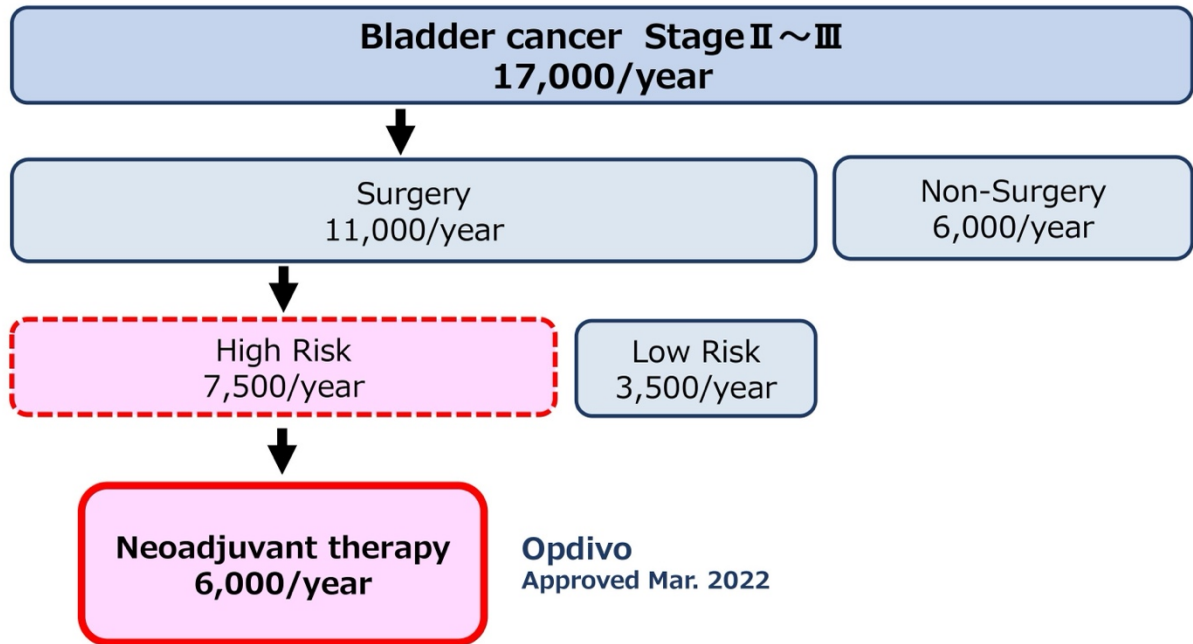 Bladder cancer StageⅡ～Ⅲ
17,000/year
Surgery
11,000/year
Non-Surgery
6,000/year
High Risk
7,500/year
Low Risk
3,500/year
Neoadjuvant therapy
6,000/year
Opdivo
Approved Mar. 2022